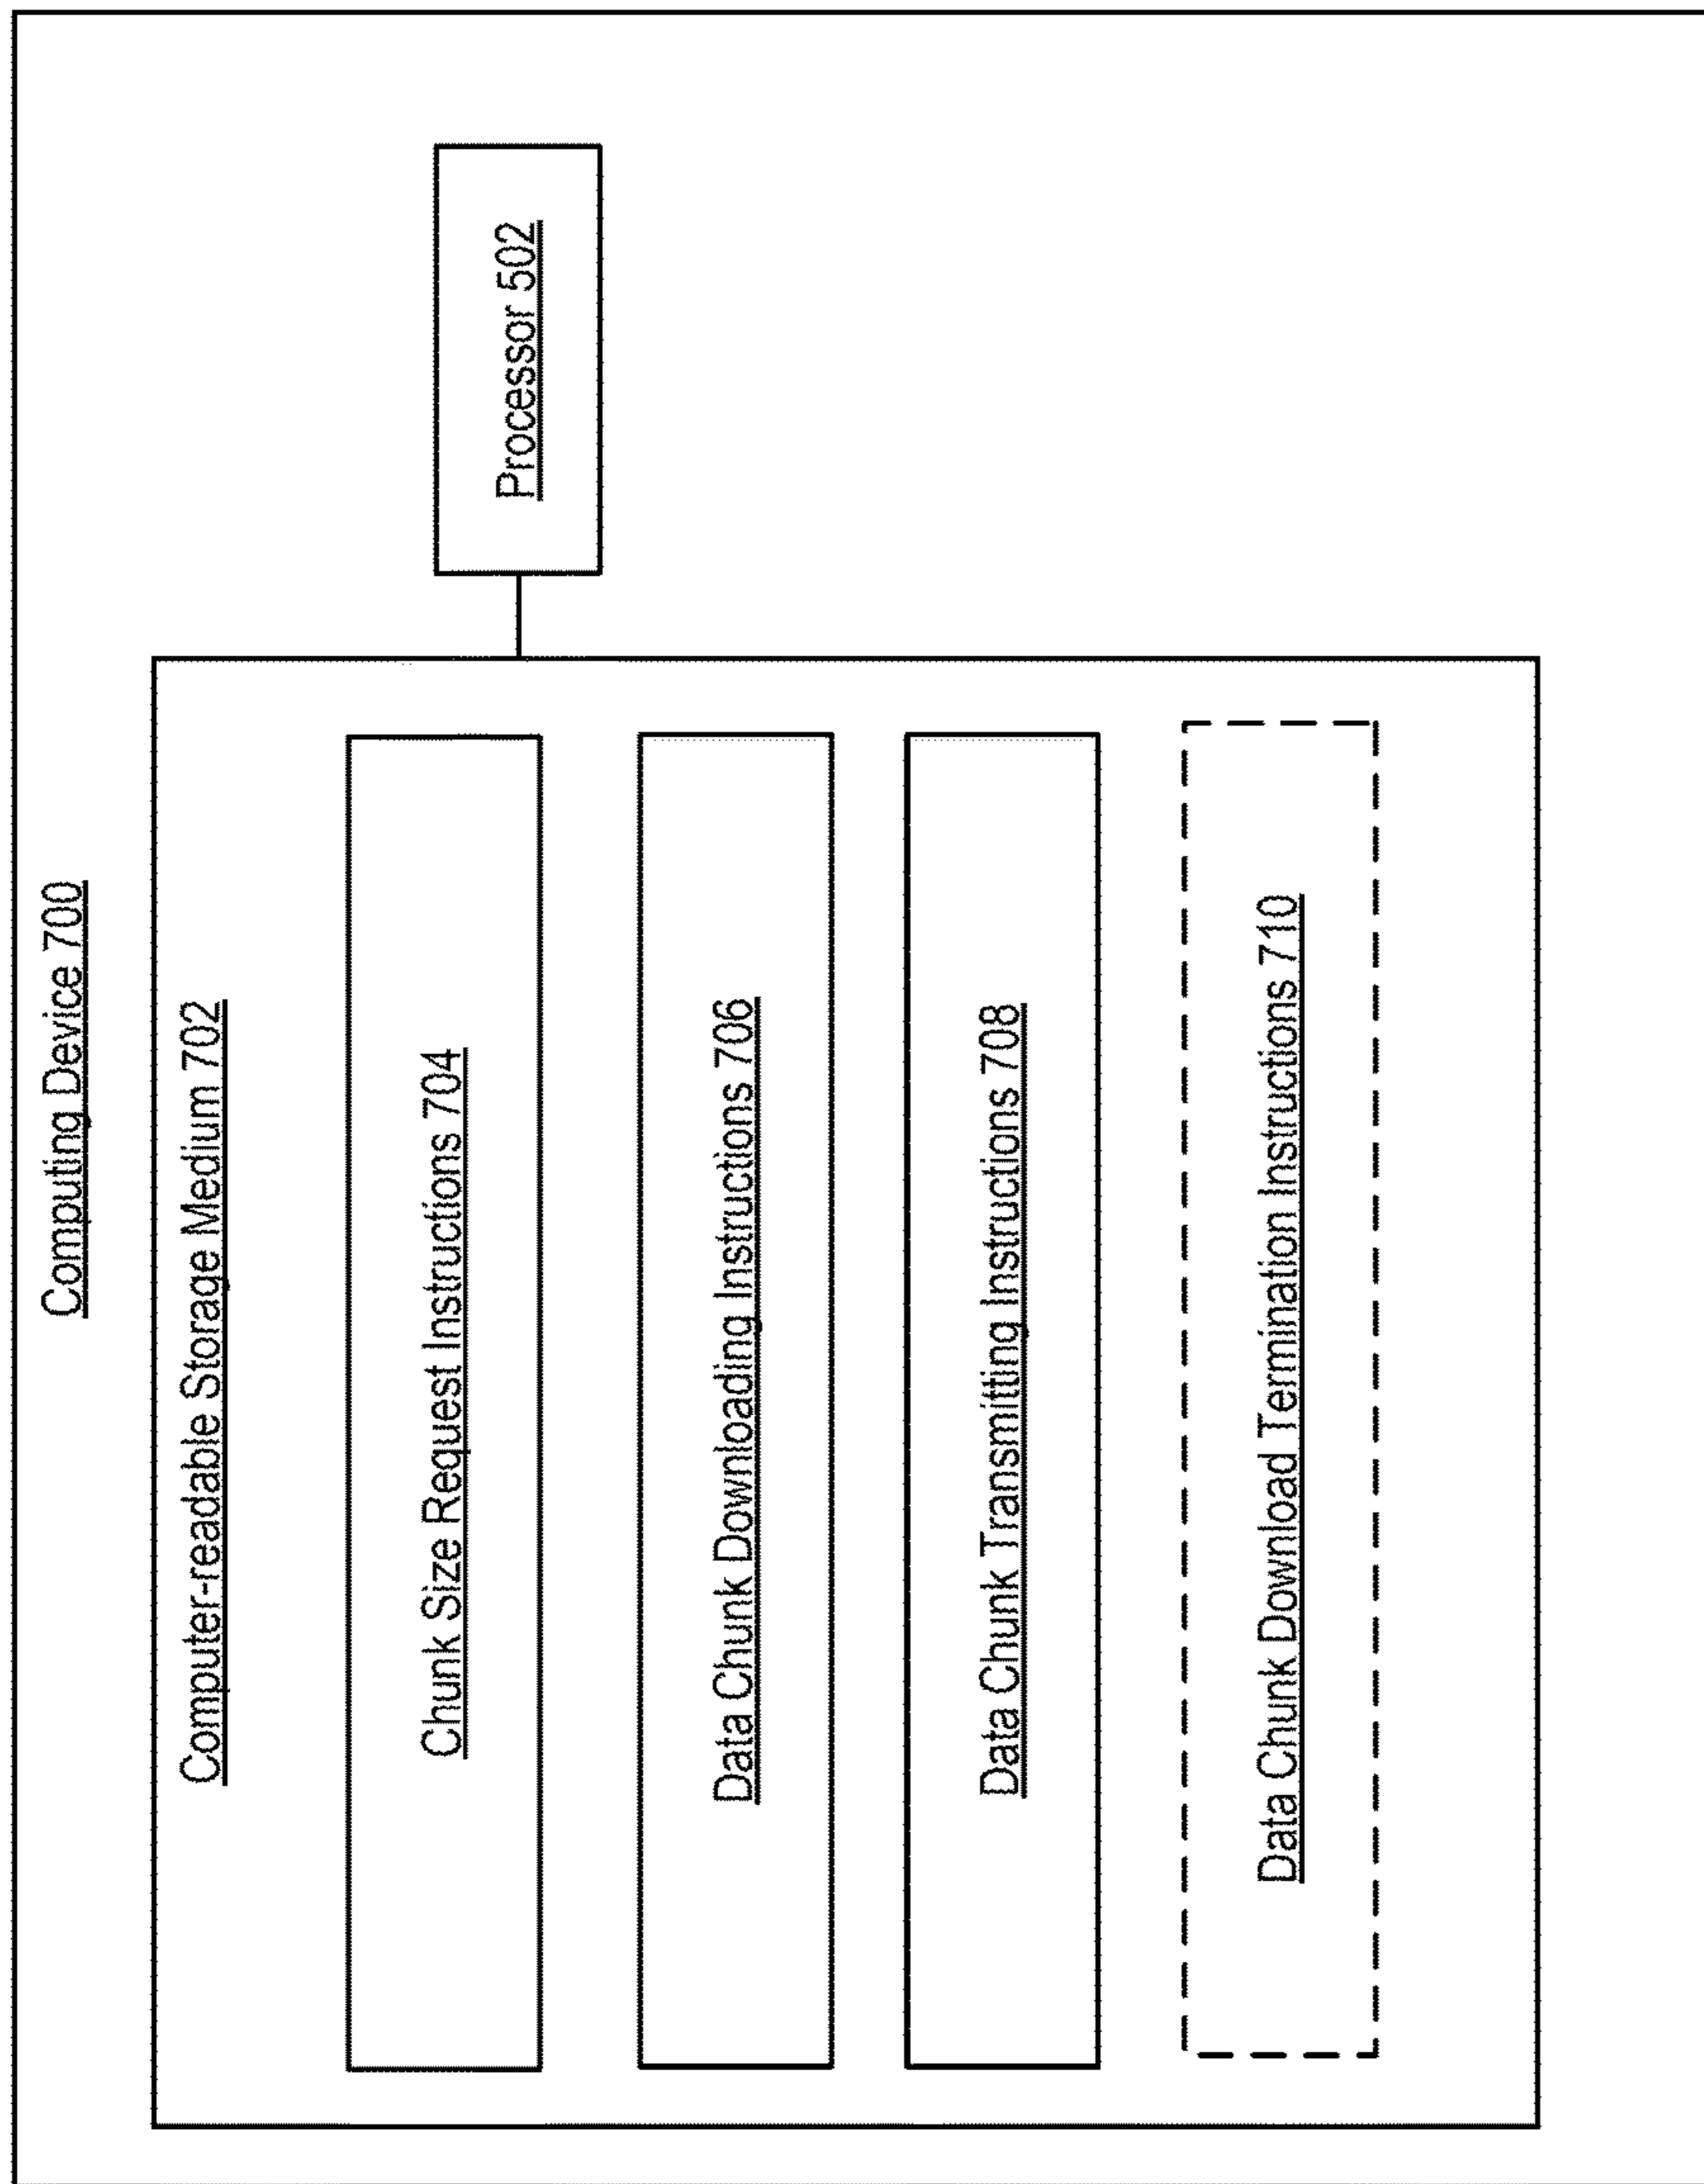 Computing Device 700
Computer-readable Storage Medium 702
Chunk Size Request Instructions 704
Data Chunk Downloading Instructions 706
Data Chunk Transmitting Instructions 708
Data Chunk Download Termination Instructions 710
Processor 502